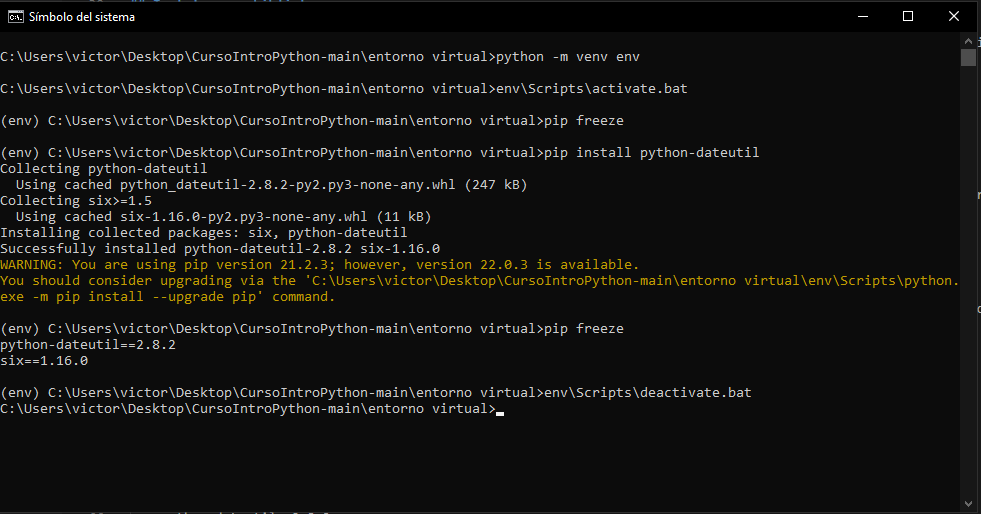 Símbolo del sistema
C:\Users\victor\Desktop\CursoIntroPython-main\entorno virtual>python -m venv env
C:\Users\victor\Desktop\CursoIntroPython-main\entorno virtual>env\Scripts\activate.bat
(env) C:\Users\victor\Desktop\CursoIntroPython-main\entorno virtual>pip freeze
(env) C:\Users\victor\Desktop\CursoIntroPython-main\entorno virtual>pip install python-dateutil
Collecting python-dateutil
  Using cached python_dateutil-2.8.2-py2.py3-none-any.whl (247 kB)
Collecting six>=1.5
  Using cached six-1.16.0-py2.py3-none-any.whl (11 kB)
Installing collected packages: six, python-dateutil
Successfully installed python-dateutil-2.8.2 six-1.16.0
WARNING: You are using pip version 21.2.3; however, version 22.0.3 is available.
You should consider upgrading via the 'C:\Users\victor\Desktop\CursoIntroPython-main\entorno virtual\env\Scripts\python.
exe -m pip install --upgrade pip' command.
(env) C:\Users\victor\Desktop\CursoIntroPython-main\entorno virtual>pip freeze
python-dateutil==2.8.2
six==1.16.0
(env) C:\Users\victor\Desktop\CursoIntroPython-main\entorno virtual>env\Scripts\deactivate.bat
C:\Users\victor\Desktop\CursoIntroPython-main\entorno virtual>